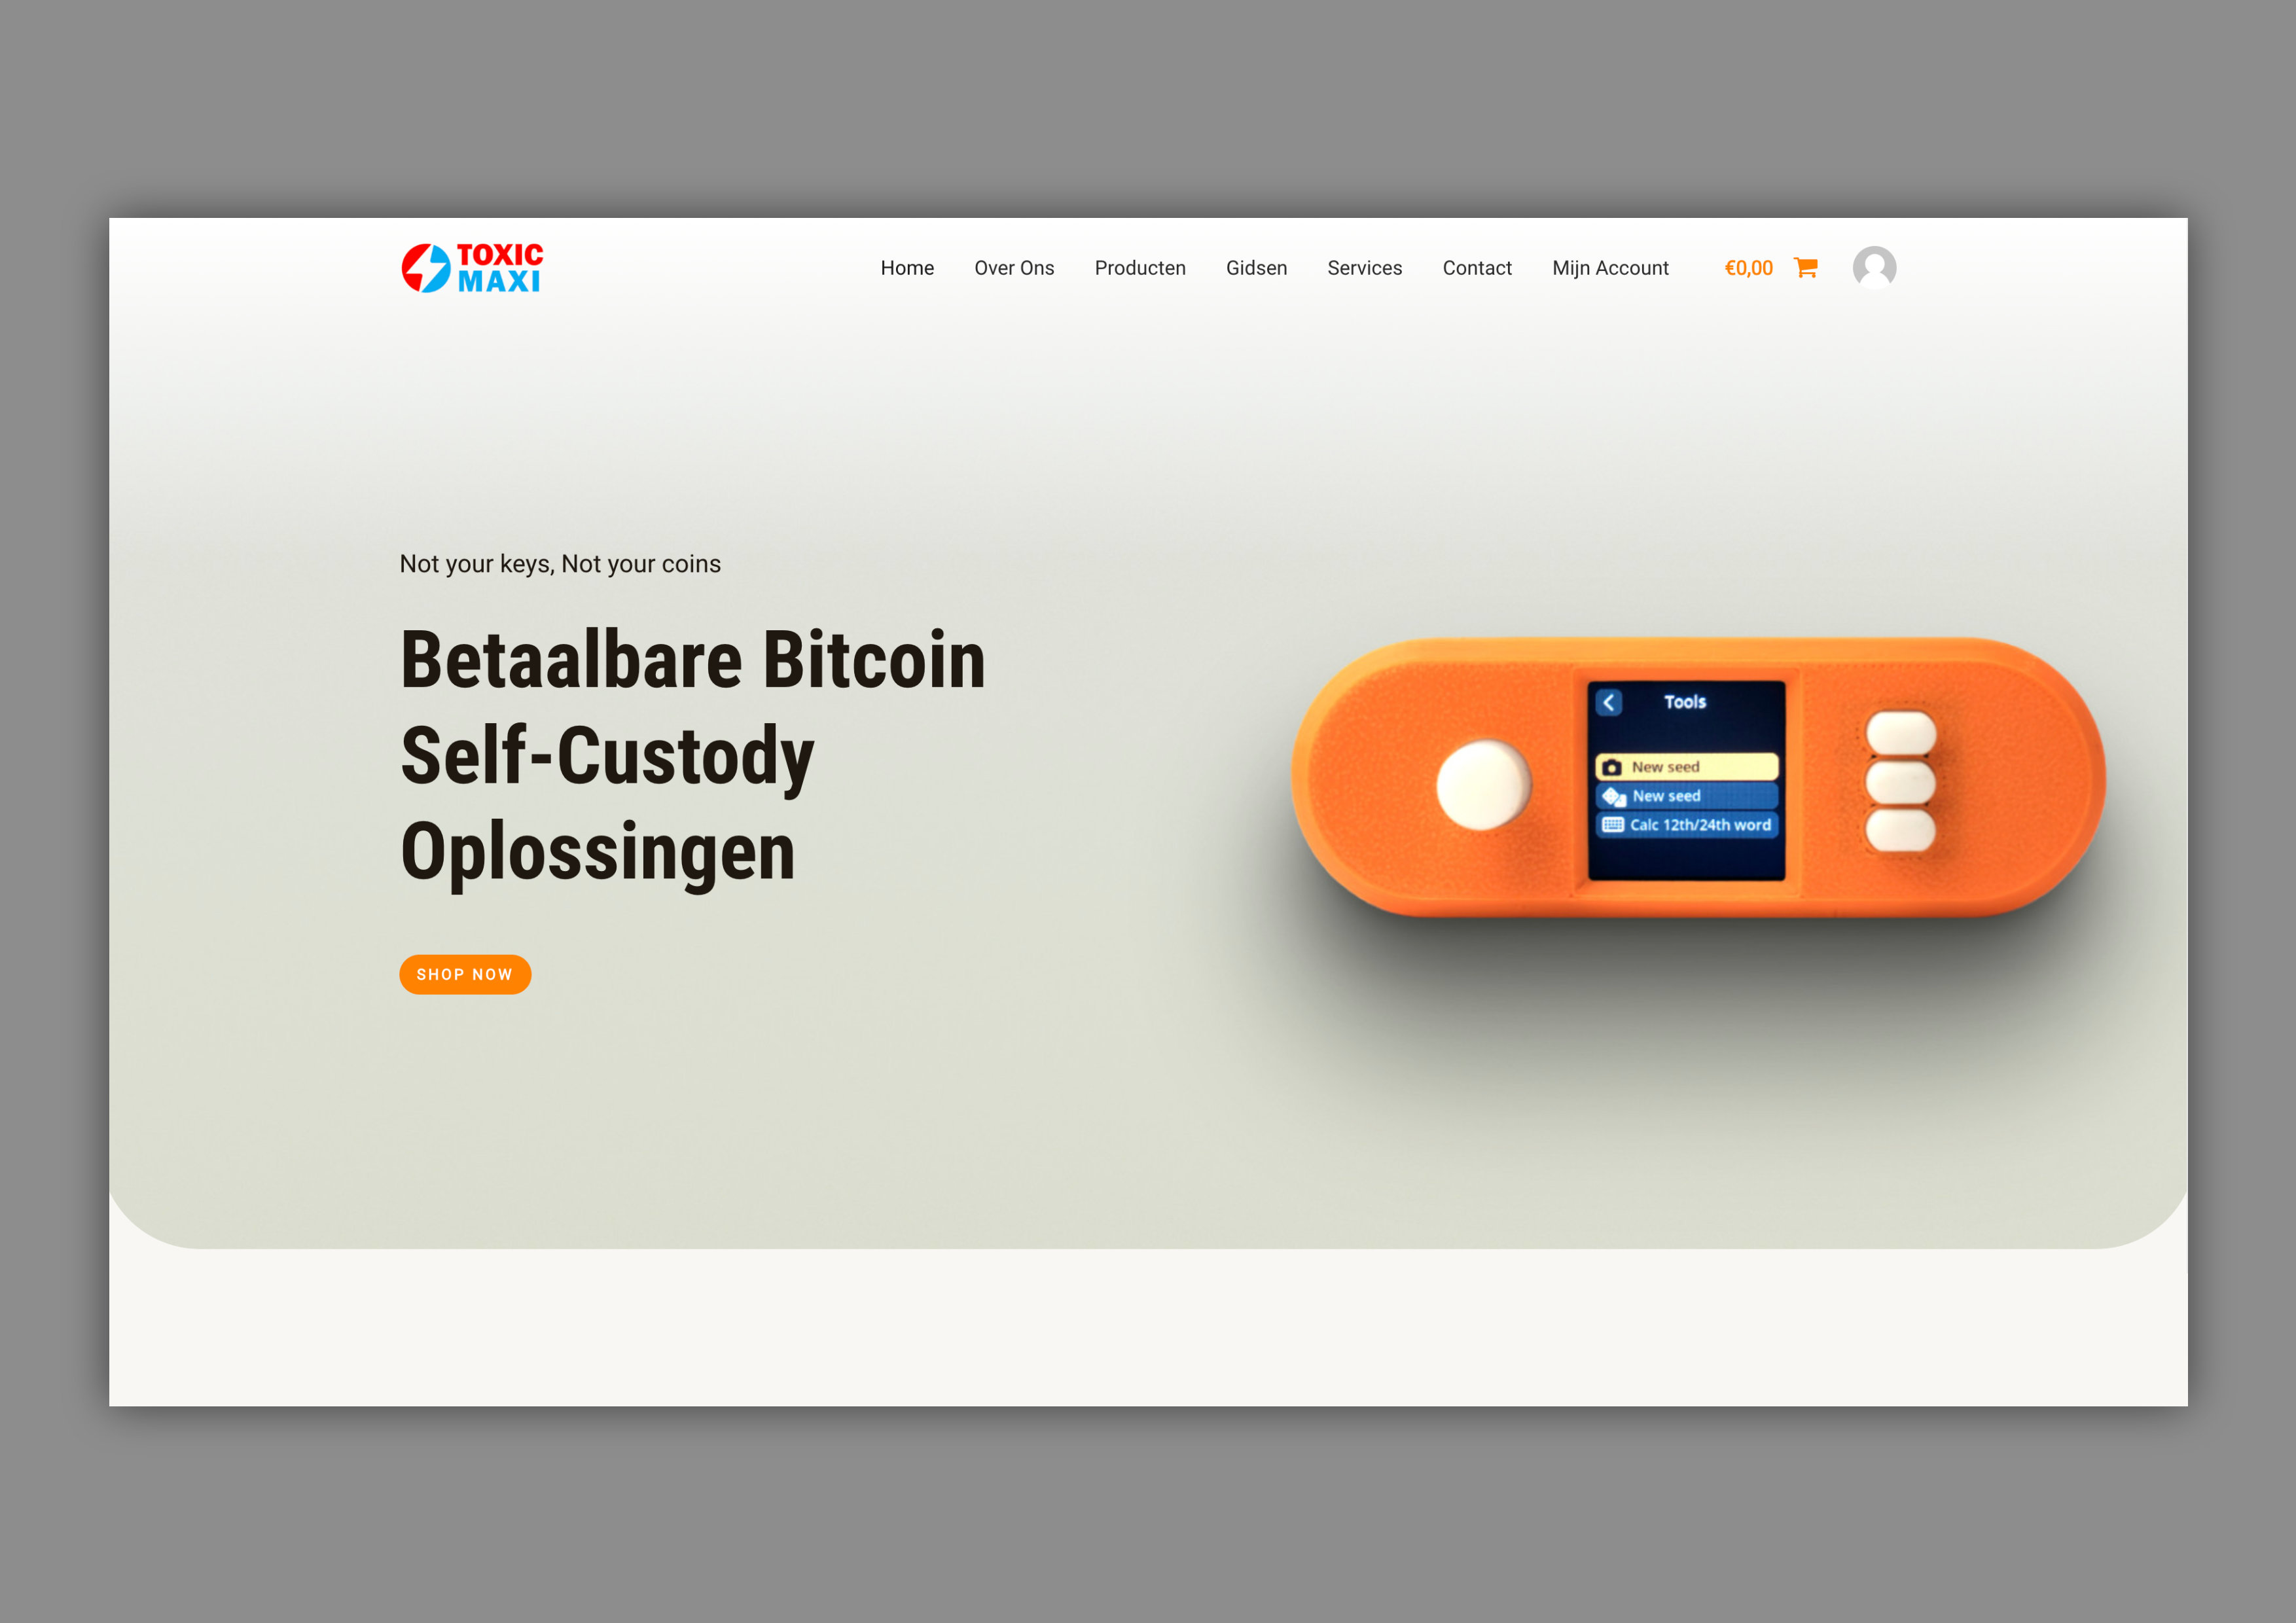 TOXIC
MAXI
Home Over Ons Producten Gidsen Services Contact Mijn Account €0,00
Not your keys, Not your coins
Betaalbare Bitcoin
Self-Custody
Oplossingen
SHOP NOW
Tools
New seed
New seed
Calc 12th/24th word